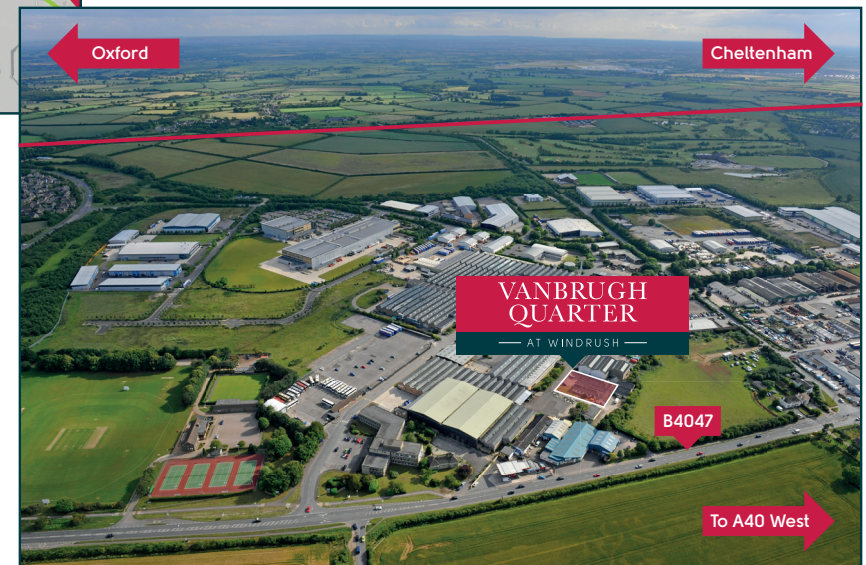 Oxford
Cheltenham
VANBRUGH
QUARTER
AT WINDRUSH
B4047
To A40 West